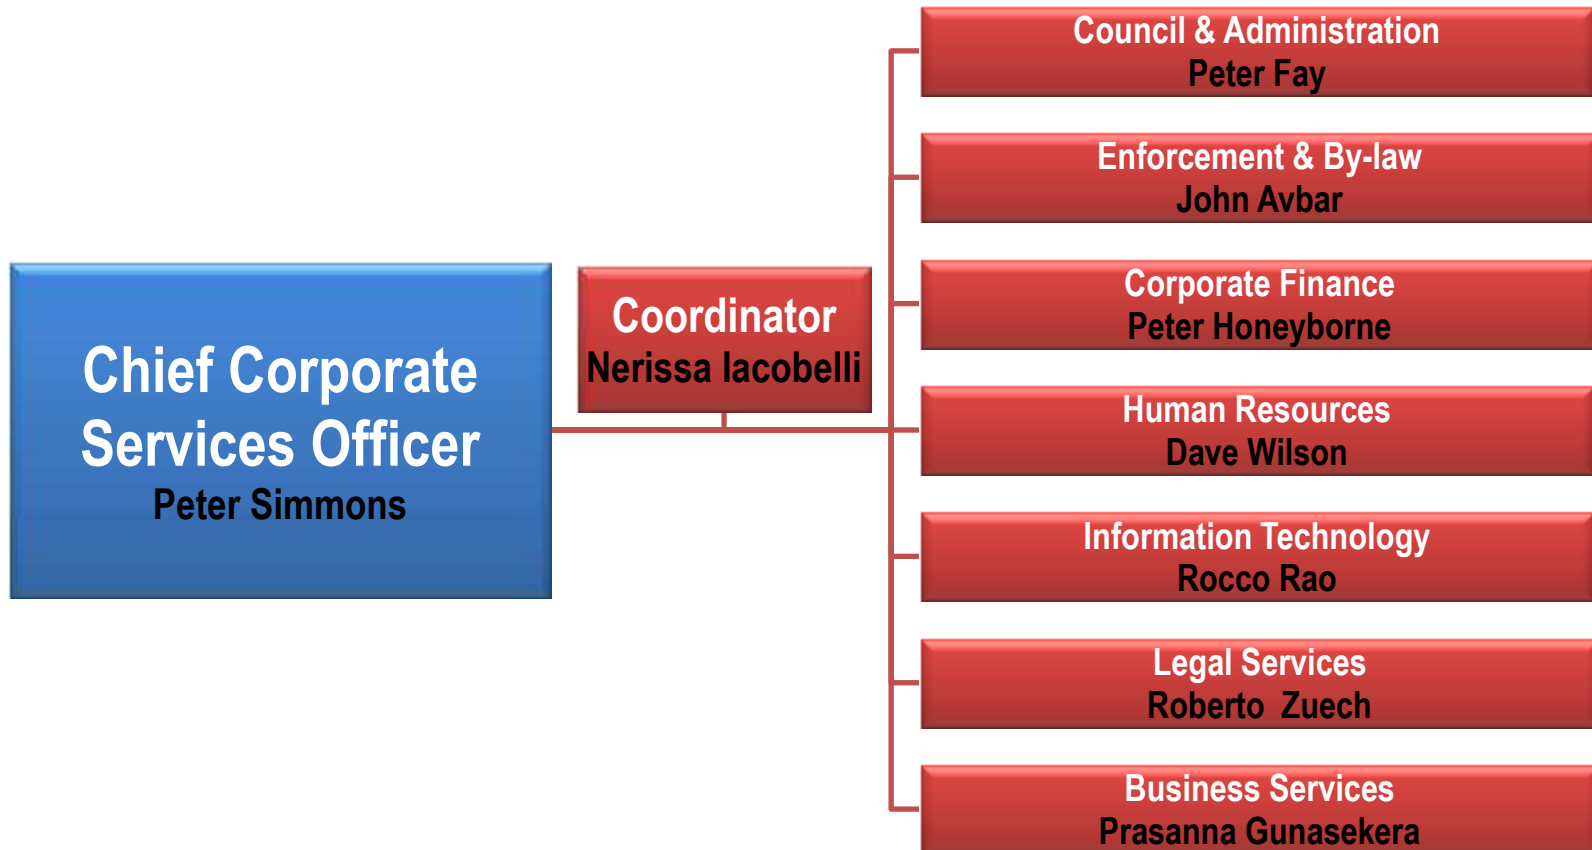 Chief Corporate
Services Officer
Peter Simmons
Coordinator
Nerissa Iacobelli
Council & Administration
Peter Fay
Enforcement & By-law
John Avbar
Corporate Finance
Peter Honeyborne
Human Resources
Dave Wilson
Information Technology
Rocco Rao
Legal Services
Roberto  Zuech
Business Services
Prasanna Gunasekera